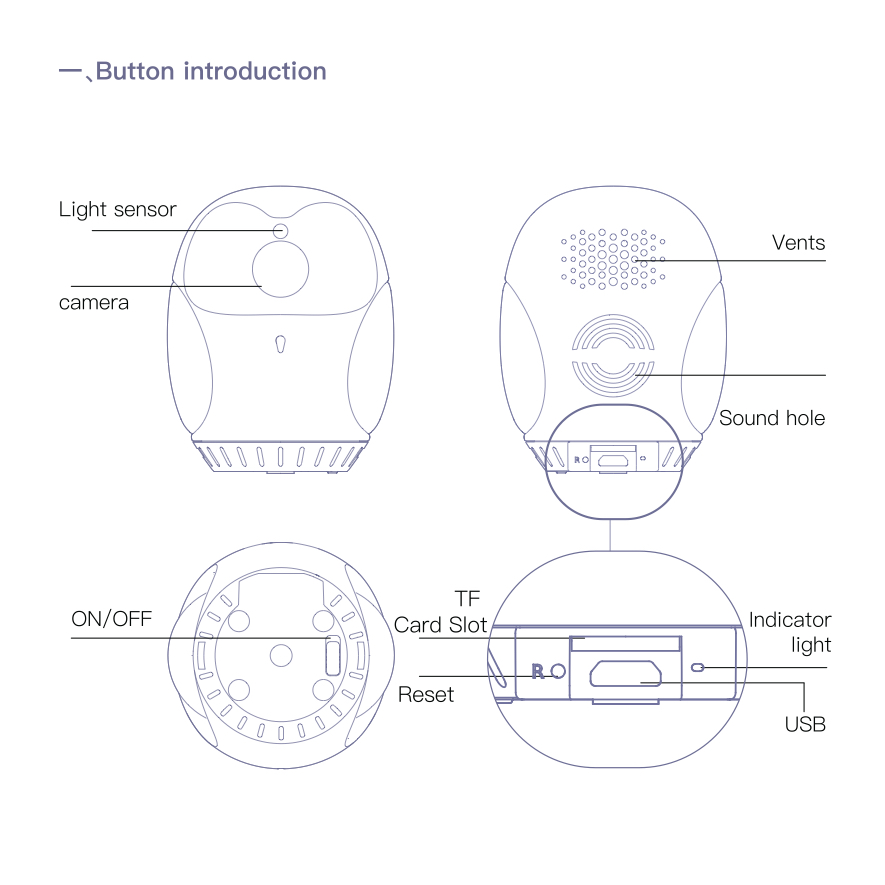 一、Button introduction
Light sensor
camera
Vents
Sound hole
R
ON/OFF
TF
Card Slot
Reset
R
Indicator
light
USB